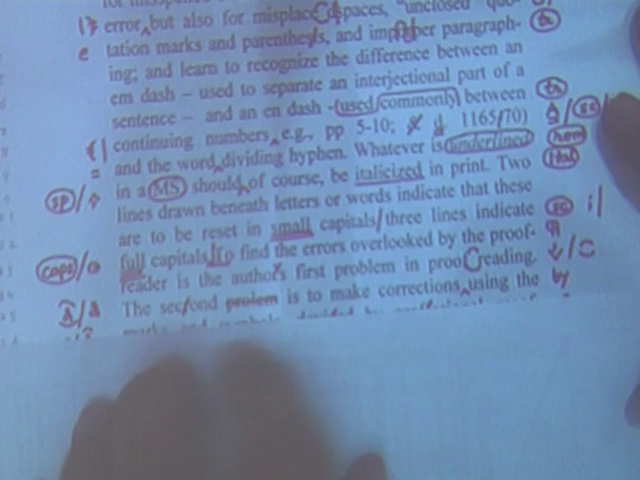 error, but also for misplaced spaces, "unclosed" quo-
tation marks and parenthesis, and improper paragraph-
ing; and learn to recognize the difference between an
em dash – used to separate an interjectional part of a
sentence – and an en dash -(used/commonly) between
continuing numbers e.g., pp 5-10; d. 1165/70)
and the word dividing hyphen. Whatever is underlined
in a MS should of course, be italicized in print. Two
lines drawn beneath letters or words indicate that these
are to be reset in small capitals/three lines indicate
full capitals To find the errors overlooked by the proof-
reader is the author's first problem in proof reading.
The sec/ond prolem is to make corrections using the